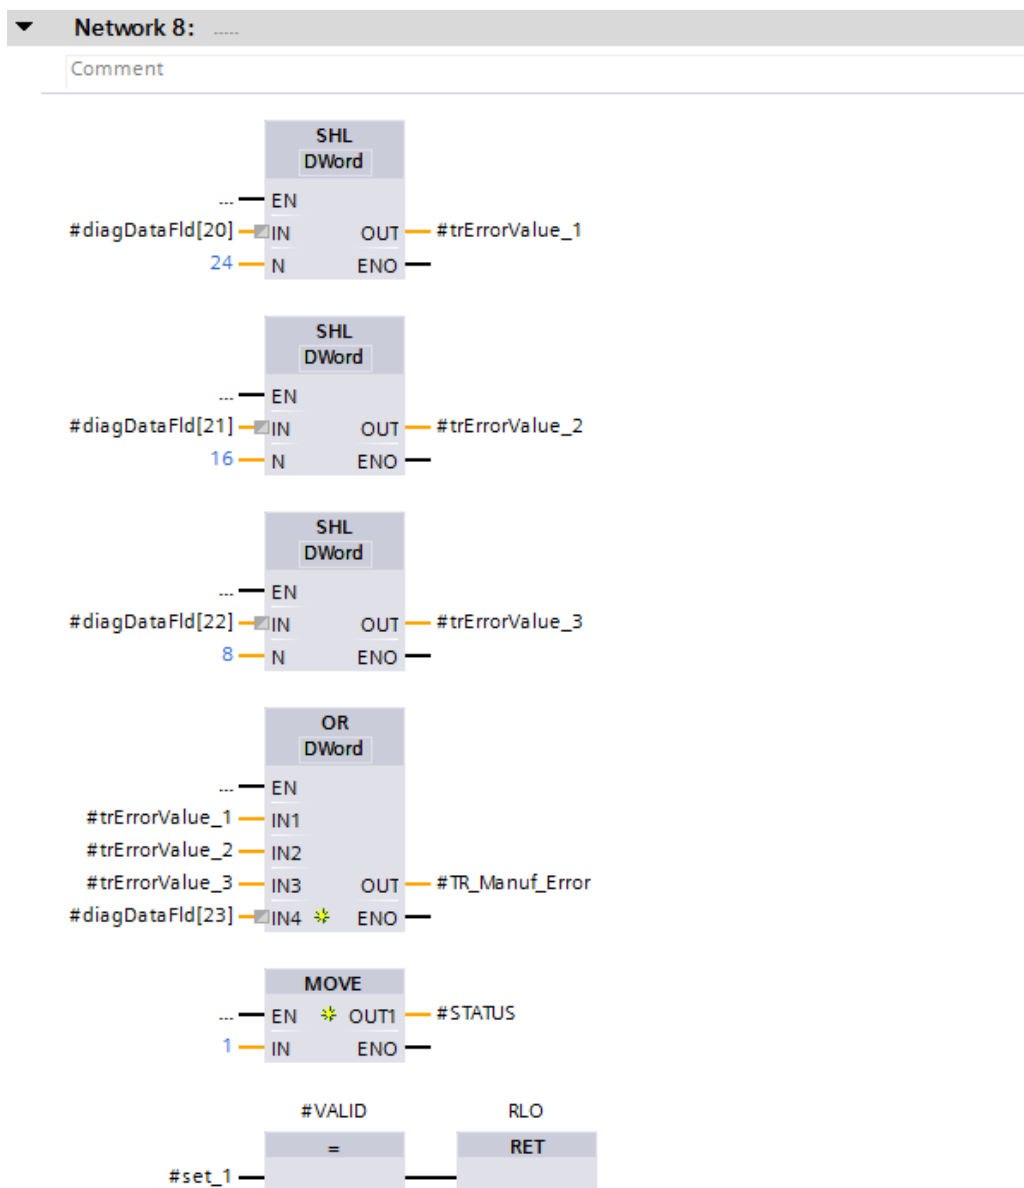 Network 8: .....
Comment
SHL
DWord
... EN
#diagDataFld[20] IN OUT #trErrorValue_1
24 N ENO
SHL
DWord
... EN
#diagDataFld[21] IN OUT #trErrorValue_2
16 N ENO
SHL
DWord
... EN
#diagDataFld[22] IN OUT #trErrorValue_3
8 N ENO
OR
DWord
... EN
#trErrorValue_1 IN1
#trErrorValue_2 IN2
#trErrorValue_3 IN3 OUT #TR_Manuf_Error
#diagDataFld[23] IN4 ENO
MOVE
... EN OUT1 #STATUS
1 IN ENO
#VALID RLO
= RET
#set_1